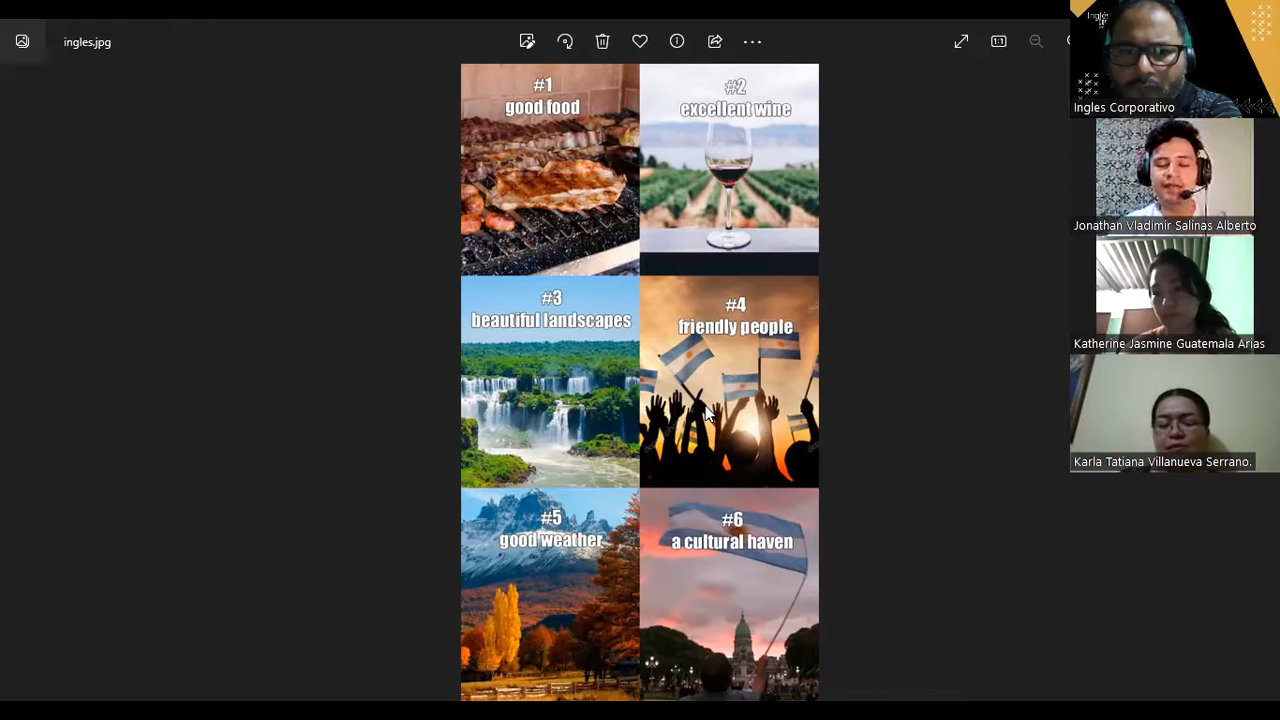 ingles.jpg
#1
good food
#2
excellent wine
#3
beautiful landscapes
#4
friendly people
#5
good weather
#6
a cultural haven
Ingles Corporativo
Jonathan Vladimir Salinas Alberto
Katherine Jasmine Guatemala Arias
Karla Tatiana Villanueva Serrano.